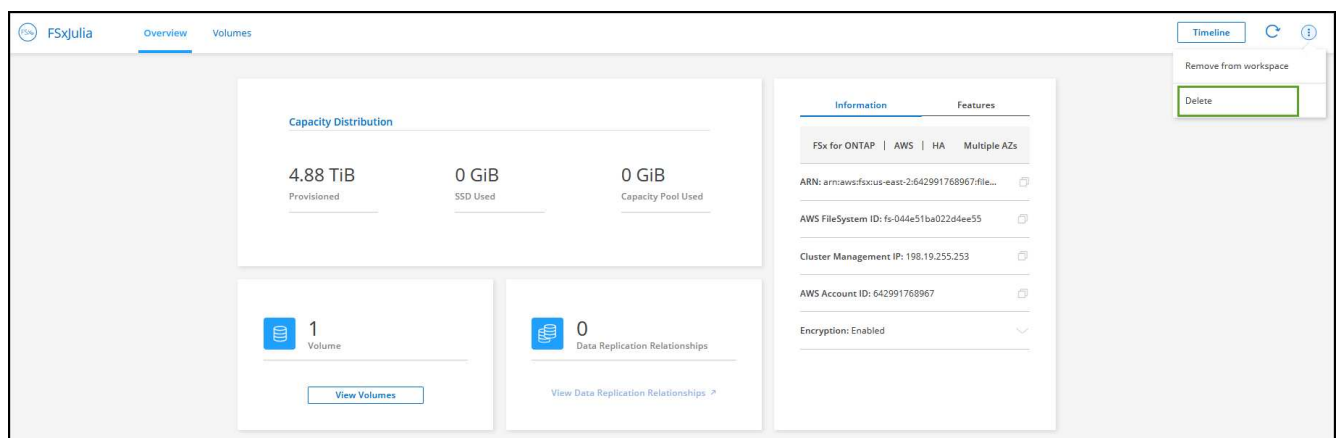 FSxJulia
Overview
Volumes
Timeline
Remove from workspace
Delete
Capacity Distribution
4.88 TiB
Provisioned
0 GiB
SSD Used
0 GiB
Capacity Pool Used
1
Volume
View Volumes
0
Data Replication Relationships
View Data Replication Relationships
Information
Features
FSx for ONTAP | AWS | HA Multiple AZs
ARN: arn:aws:fsx:us-east-2:642991768967:file...
AWS FileSystem ID: fs-044e51ba022d4ee55
Cluster Management IP: 198.19.255.253
AWS Account ID: 642991768967
Encryption: Enabled